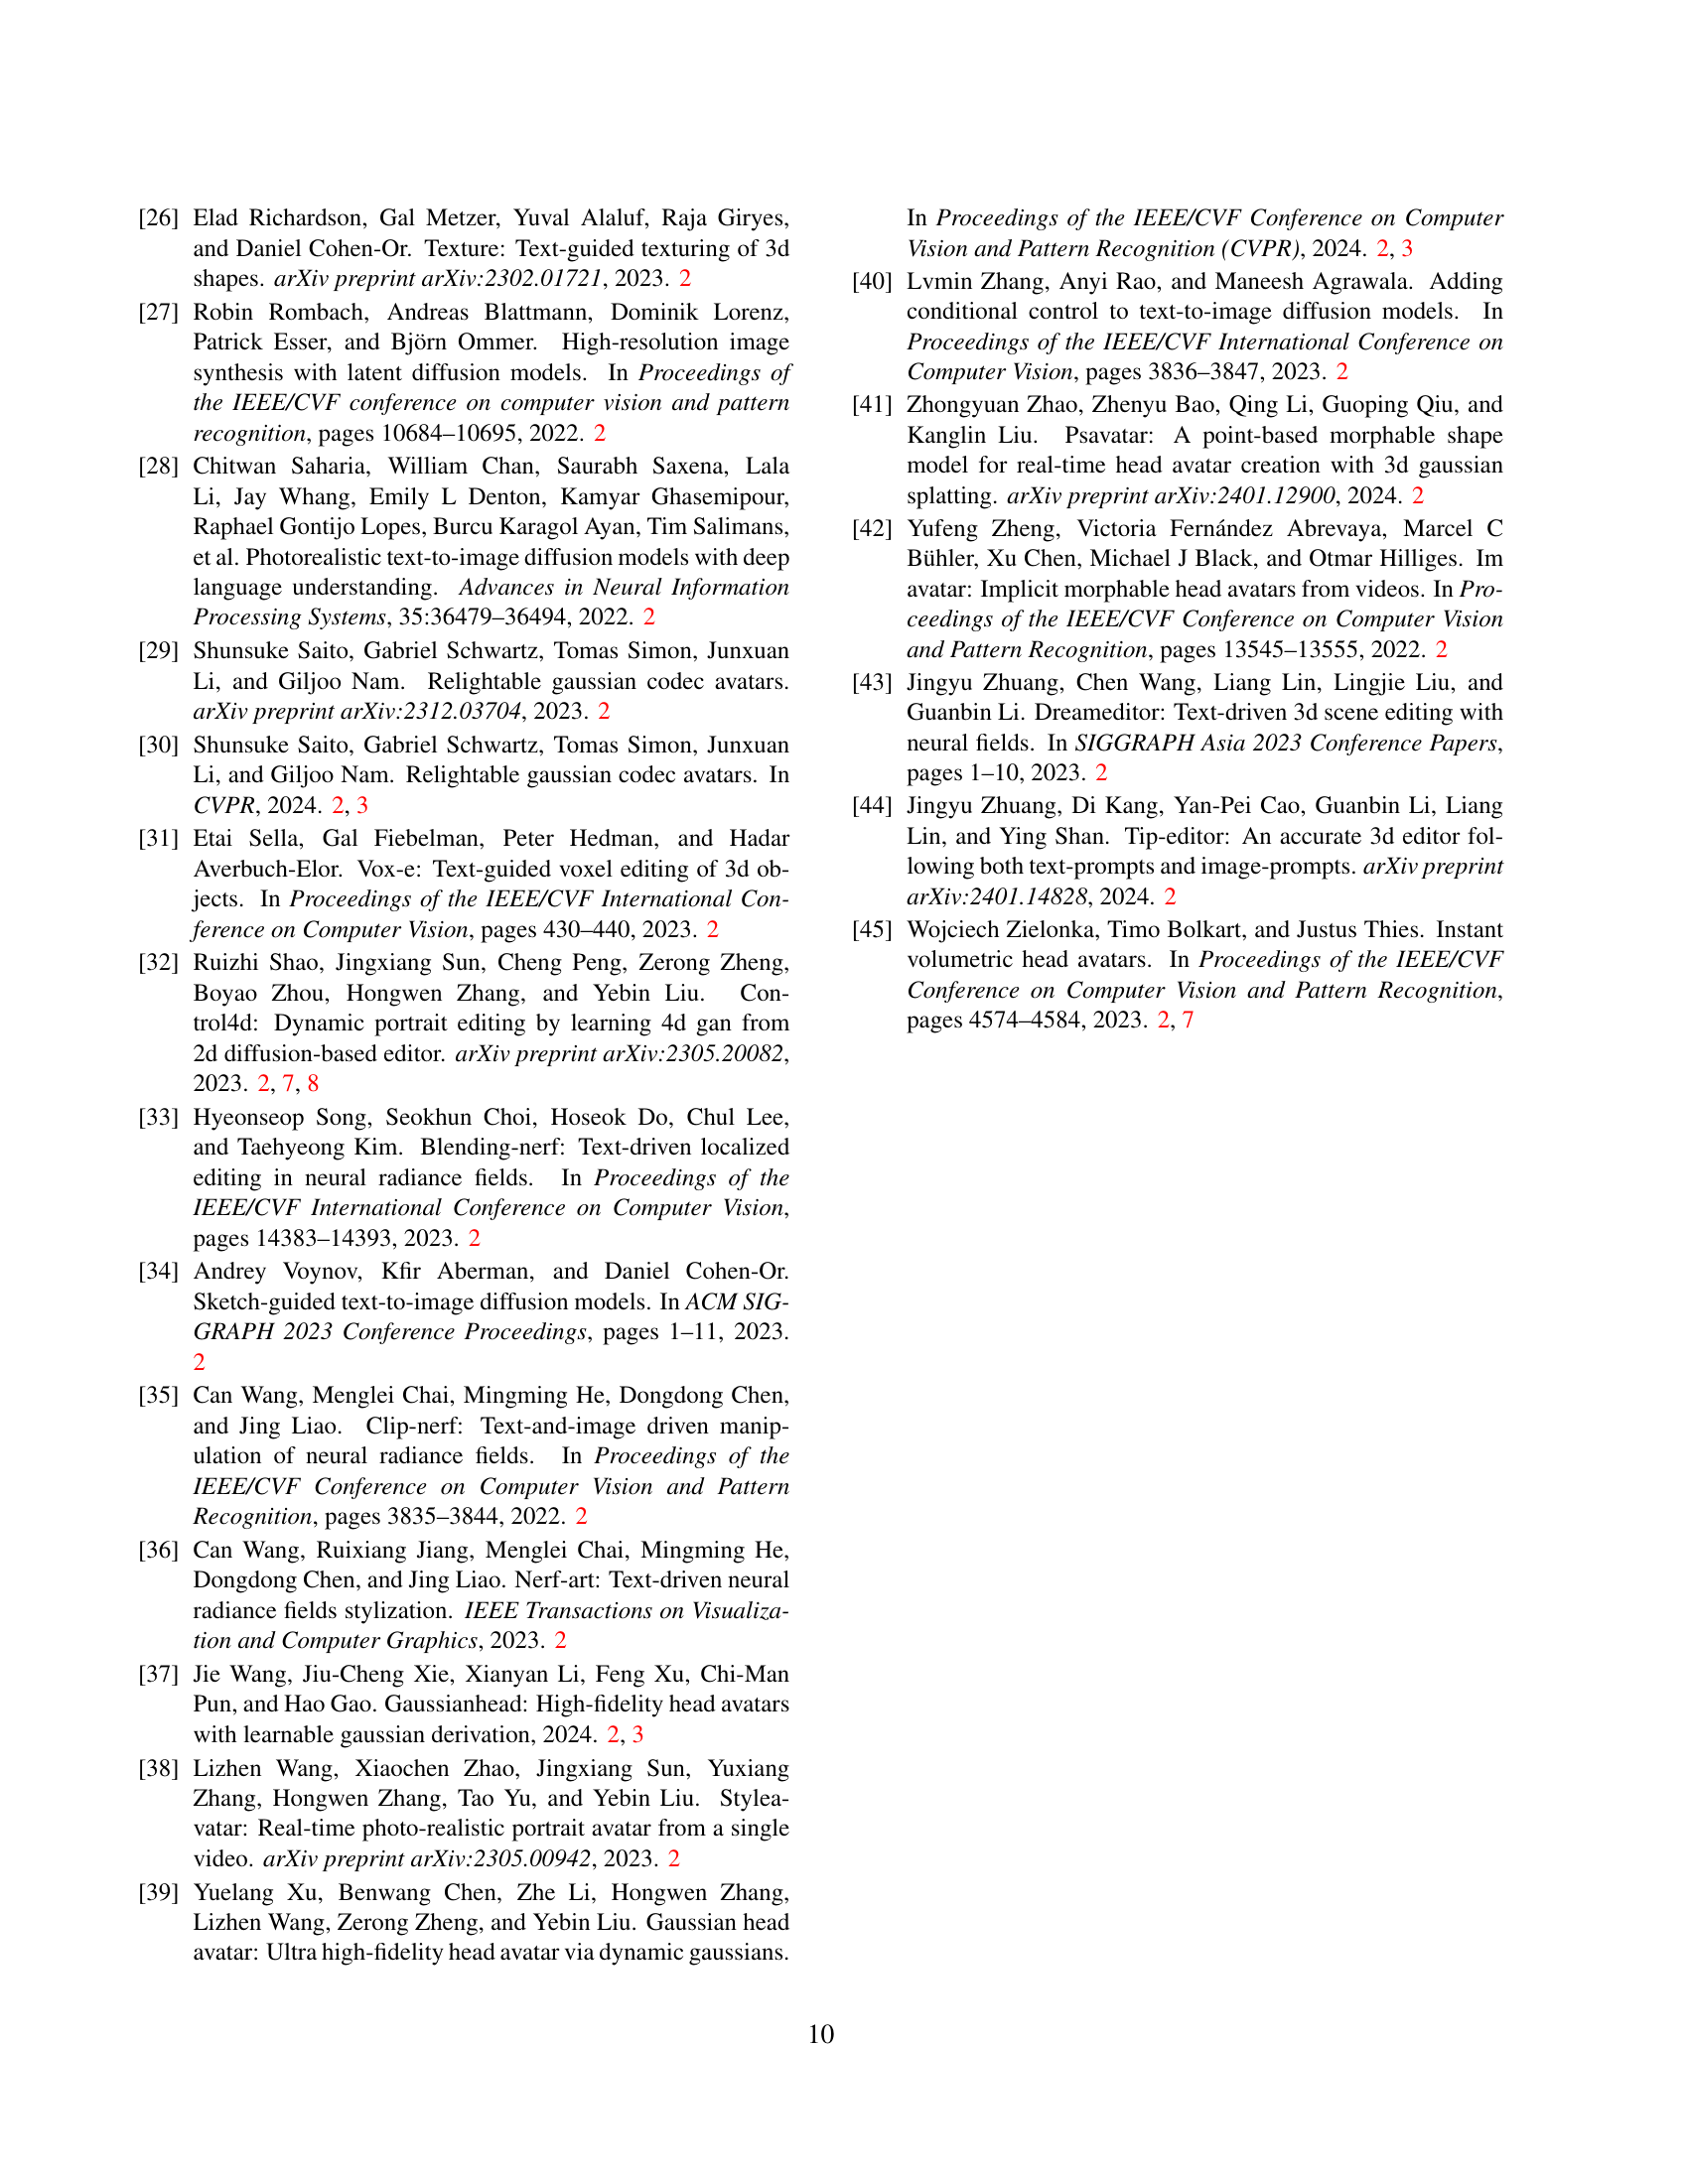 [26] Elad Richardson, Gal Metzer, Yuval Alaluf, Raja Giryes,
and Daniel Cohen-Or. Texture: Text-guided texturing of 3d
shapes. arXiv preprint arXiv:2302.01721, 2023. 2
[27] Robin Rombach, Andreas Blattmann, Dominik Lorenz,
Patrick Esser, and Björn Ommer. High-resolution image
synthesis with latent diffusion models. In Proceedings of
the IEEE/CVF conference on computer vision and pattern
recognition, pages 10684–10695, 2022. 2
[28] Chitwan Saharia, William Chan, Saurabh Saxena, Lala
Li, Jay Whang, Emily L Denton, Kamyar Ghasemipour,
Raphael Gontijo Lopes, Burcu Karagol Ayan, Tim Salimans,
et al. Photorealistic text-to-image diffusion models with deep
language understanding. Advances in Neural Information
Processing Systems, 35:36479–36494, 2022. 2
[29] Shunsuke Saito, Gabriel Schwartz, Tomas Simon, Junxuan
Li, and Giljoo Nam. Relightable gaussian codec avatars.
arXiv preprint arXiv:2312.03704, 2023. 2
[30] Shunsuke Saito, Gabriel Schwartz, Tomas Simon, Junxuan
Li, and Giljoo Nam. Relightable gaussian codec avatars. In
CVPR, 2024. 2, 3
[31] Etai Sella, Gal Fiebelman, Peter Hedman, and Hadar
Averbuch-Elor. Vox-e: Text-guided voxel editing of 3d ob-
jects. In Proceedings of the IEEE/CVF International Con-
ference on Computer Vision, pages 430–440, 2023. 2
[32] Ruizhi Shao, Jingxiang Sun, Cheng Peng, Zerong Zheng,
Boyao Zhou, Hongwen Zhang, and Yebin Liu. Con-
trol4d: Dynamic portrait editing by learning 4d gan from
2d diffusion-based editor. arXiv preprint arXiv:2305.20082,
2023. 2, 7, 8
[33] Hyeonseop Song, Seokhun Choi, Hoseok Do, Chul Lee,
and Taehyeong Kim. Blending-nerf: Text-driven localized
editing in neural radiance fields. In Proceedings of the
IEEE/CVF International Conference on Computer Vision,
pages 14383–14393, 2023. 2
[34] Andrey Voynov, Kfir Aberman, and Daniel Cohen-Or.
Sketch-guided text-to-image diffusion models. In ACM SIG-
GRAPH 2023 Conference Proceedings, pages 1–11, 2023.
2
[35] Can Wang, Menglei Chai, Mingming He, Dongdong Chen,
and Jing Liao. Clip-nerf: Text-and-image driven manip-
ulation of neural radiance fields. In Proceedings of the
IEEE/CVF Conference on Computer Vision and Pattern
Recognition, pages 3835–3844, 2022. 2
[36] Can Wang, Ruixiang Jiang, Menglei Chai, Mingming He,
Dongdong Chen, and Jing Liao. Nerf-art: Text-driven neural
radiance fields stylization. IEEE Transactions on Visualiza-
tion and Computer Graphics, 2023. 2
[37] Jie Wang, Jiu-Cheng Xie, Xianyan Li, Feng Xu, Chi-Man
Pun, and Hao Gao. Gaussianhead: High-fidelity head avatars
with learnable gaussian derivation, 2024. 2, 3
[38] Lizhen Wang, Xiaochen Zhao, Jingxiang Sun, Yuxiang
Zhang, Hongwen Zhang, Tao Yu, and Yebin Liu. Stylea-
vatar: Real-time photo-realistic portrait avatar from a single
video. arXiv preprint arXiv:2305.00942, 2023. 2
[39] Yuelang Xu, Benwang Chen, Zhe Li, Hongwen Zhang,
Lizhen Wang, Zerong Zheng, and Yebin Liu. Gaussian head
avatar: Ultra high-fidelity head avatar via dynamic gaussians.
In Proceedings of the IEEE/CVF Conference on Computer
Vision and Pattern Recognition (CVPR), 2024. 2, 3
[40] Lvmin Zhang, Anyi Rao, and Maneesh Agrawala. Adding
conditional control to text-to-image diffusion models. In
Proceedings of the IEEE/CVF International Conference on
Computer Vision, pages 3836–3847, 2023. 2
[41] Zhongyuan Zhao, Zhenyu Bao, Qing Li, Guoping Qiu, and
Kanglin Liu. Psavatar: A point-based morphable shape
model for real-time head avatar creation with 3d gaussian
splatting. arXiv preprint arXiv:2401.12900, 2024. 2
[42] Yufeng Zheng, Victoria Fernández Abrevaya, Marcel C
Bühler, Xu Chen, Michael J Black, and Otmar Hilliges. Im
avatar: Implicit morphable head avatars from videos. In Pro-
ceedings of the IEEE/CVF Conference on Computer Vision
and Pattern Recognition, pages 13545–13555, 2022. 2
[43] Jingyu Zhuang, Chen Wang, Liang Lin, Lingjie Liu, and
Guanbin Li. Dreameditor: Text-driven 3d scene editing with
neural fields. In SIGGRAPH Asia 2023 Conference Papers,
pages 1–10, 2023. 2
[44] Jingyu Zhuang, Di Kang, Yan-Pei Cao, Guanbin Li, Liang
Lin, and Ying Shan. Tip-editor: An accurate 3d editor fol-
lowing both text-prompts and image-prompts. arXiv preprint
arXiv:2401.14828, 2024. 2
[45] Wojciech Zielonka, Timo Bolkart, and Justus Thies. Instant
volumetric head avatars. In Proceedings of the IEEE/CVF
Conference on Computer Vision and Pattern Recognition,
pages 4574–4584, 2023. 2, 7
10